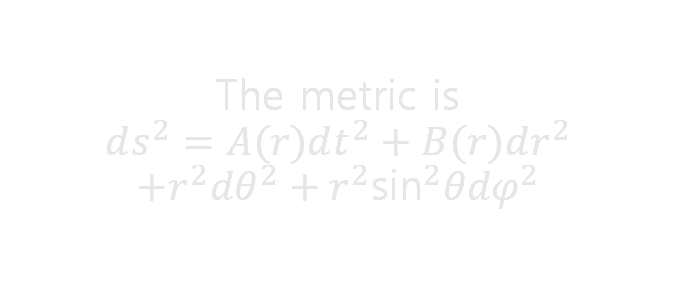 The metric is
𝑑𝑠² = 𝐴(𝑟)𝑑𝑡² + 𝐵(𝑟)𝑑𝑟²
+𝑟²𝑑𝜃² + 𝑟²sin²𝜃𝑑𝜑²